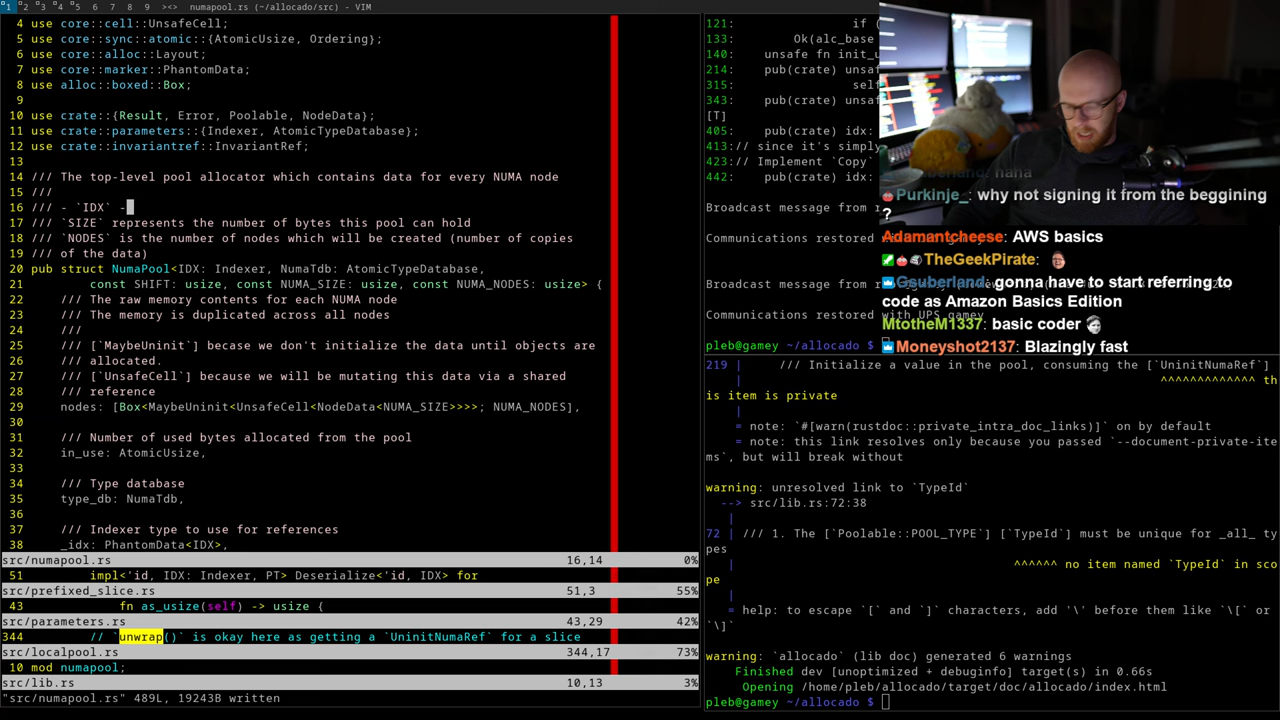 1 2 3 4 5 6 7 8 9 ><> numapool.rs (~/allocado/src) - VIM
4 use core::cell::UnsafeCell;
5 use core::sync::atomic::{AtomicUsize, Ordering};
6 use core::alloc::Layout;
7 use core::marker::PhantomData;
8 use alloc::boxed::Box;
9
10 use crate::{Result, Error, Poolable, NodeData};
11 use crate::parameters::{Indexer, AtomicTypeDatabase};
12 use crate::invariantref::InvariantRef;
13
14 /// The top-level pool allocator which contains data for every NUMA node
15 ///
16 /// - `IDX` -
17 /// `SIZE` represents the number of bytes this pool can hold
18 /// `NODES` is the number of nodes which will be created (number of copies
19 /// of the data)
20 pub struct NumaPool<IDX: Indexer, NumaTdb: AtomicTypeDatabase,
21 const SHIFT: usize, const NUMA_SIZE: usize, const NUMA_NODES: usize> {
22 /// The raw memory contents for each NUMA node
23 /// The memory is duplicated across all nodes
24 ///
25 /// [`MaybeUninit`] becase we don't initialize the data until objects are
26 /// allocated.
27 /// [`UnsafeCell`] because we will be mutating this data via a shared
28 /// reference
29 nodes: [Box<MaybeUninit<UnsafeCell<NodeData<NUMA_SIZE>>>>; NUMA_NODES],
30
31 /// Number of used bytes allocated from the pool
32 in_use: AtomicUsize,
33
34 /// Type database
35 type_db: NumaTdb,
36
37 /// Indexer type to use for references
38 _idx: PhantomData<IDX>,
src/numapool.rs 16,14 0%
51 impl<'id, IDX: Indexer, PT> Deserialize<'id, IDX> for
src/prefixed_slice.rs 51,3 55%
43 fn as_usize(self) -> usize {
src/parameters.rs 43,29 42%
344 // `unwrap()` is okay here as getting a `UninitNumaRef` for a slice
src/localpool.rs 344,17 73%
10 mod numapool;
src/lib.rs 10,13 3%
"src/numapool.rs" 489L, 19243B written
121: if (
133: Ok(alc_base
140: unsafe fn init_u
214: pub(crate) unsa
315: sel
343: pub(crate) unsa
[T]
405: pub(crate) idx:
413:// since it's simply
423:// Implement `Copy`
442: pub(crate) idx:
Broadcast message from r
Communications restored wi
Broadcast message from r
Communications restored with UPS gamey
pleb@gamey ~/allocado $
haha
Purkinje_: why not signing it from the beggining
?
Adamantcheese: AWS basics
TheGeekPirate:
Gsuberland: gonna have to start referring to
code as Amazon Basics Edition
MtotheM1337: basic coder
Moneyshot2137: Blazingly fast
219 | /// Initialize a value in the pool, consuming the [`UninitNumaRef`]
| ^^^^^^^^^^^^^ th
is item is private
|
= note: `#[warn(rustdoc::private_intra_doc_links)]` on by default
= note: this link resolves only because you passed `--document-private-ite
ms`, but will break without
warning: unresolved link to `TypeId`
--> src/lib.rs:72:38
|
72 | /// 1. The [`Poolable::POOL_TYPE`] [`TypeId`] must be unique for _all_ ty
pes
| ^^^^^^ no item named `TypeId` in sco
pe
|
= help: to escape `[` and `]` characters, add '\' before them like `\[` or
`\]`
warning: `allocado` (lib doc) generated 6 warnings
Finished dev [unoptimized + debuginfo] target(s) in 0.66s
Opening /home/pleb/allocado/target/doc/allocado/index.html
pleb@gamey ~/allocado $